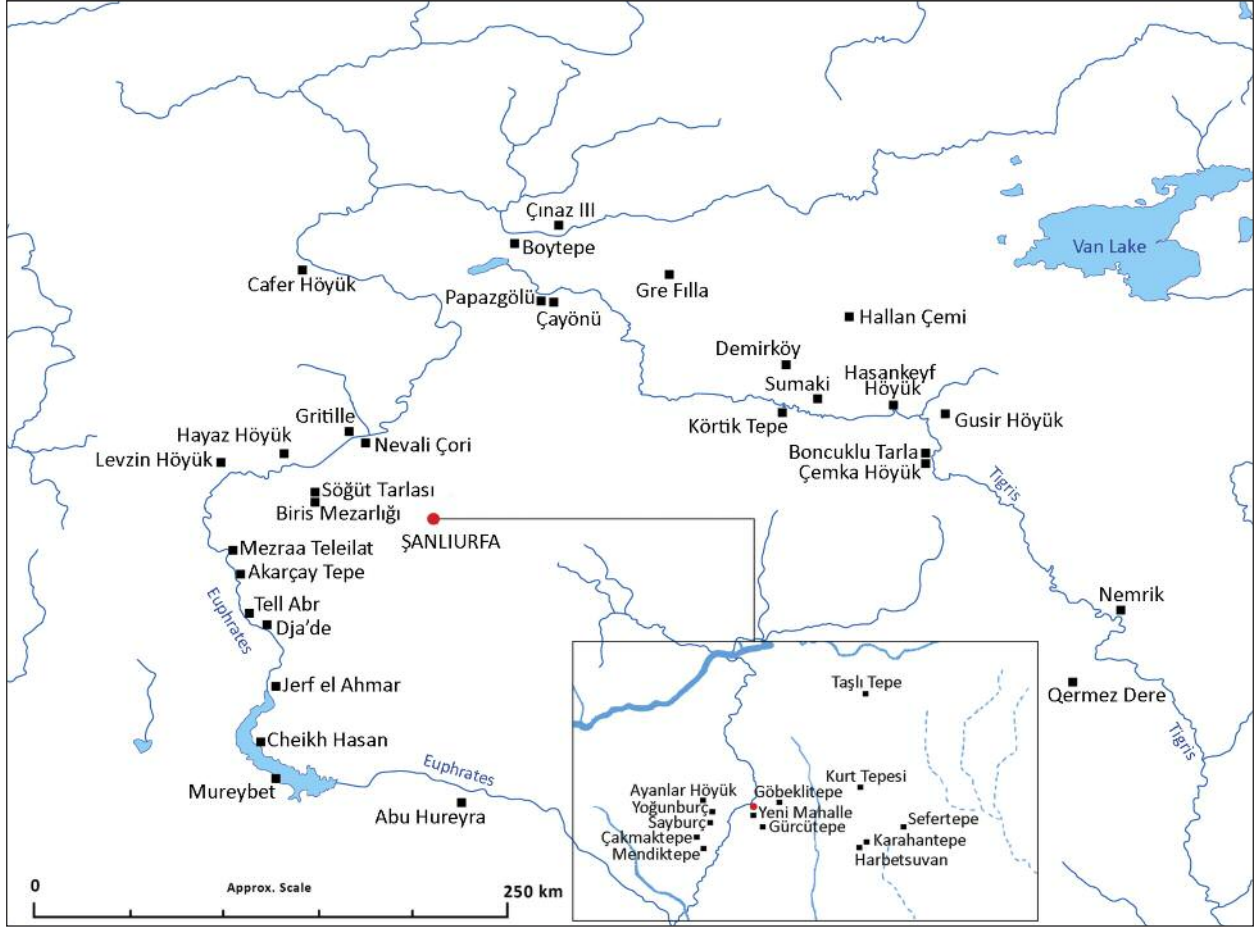 Çınaz III
Boytepe
Van Lake
Cafer Höyük
Papazgölü
Çayönü
Gre Fılla
Hallan Çemi
Demirköy
Sumaki
Hasankeyf
Höyük
Körtik Tepe
Gusir Höyük
Gritille
Hayaz Höyük
Nevali Çori
Levzin Höyük
Boncuklu Tarla
Çemka Höyük
Tigris
Söğüt Tarlası
Biris Mezarlığı
ŞANLIURFA
Mezraa Teleilat
Akarçay Tepe
Euphrates
Tell Abr
Dja'de
Nemrik
Jerf el Ahmar
Qermez Dere
Tigris
Cheikh Hasan
Mureybet
Euphrates
Abu Hureyra
Taşlı Tepe
Kurt Tepesi
Ayanlar Höyük
Göbeklitepe
Yoğunburç
Yeni Mahalle
Sayburç
Gürcütepe
Sefertepe
Çakmaktepe
Karahantepe
Mendiktepe
Harbetsuvan
0
Approx. Scale
250 km